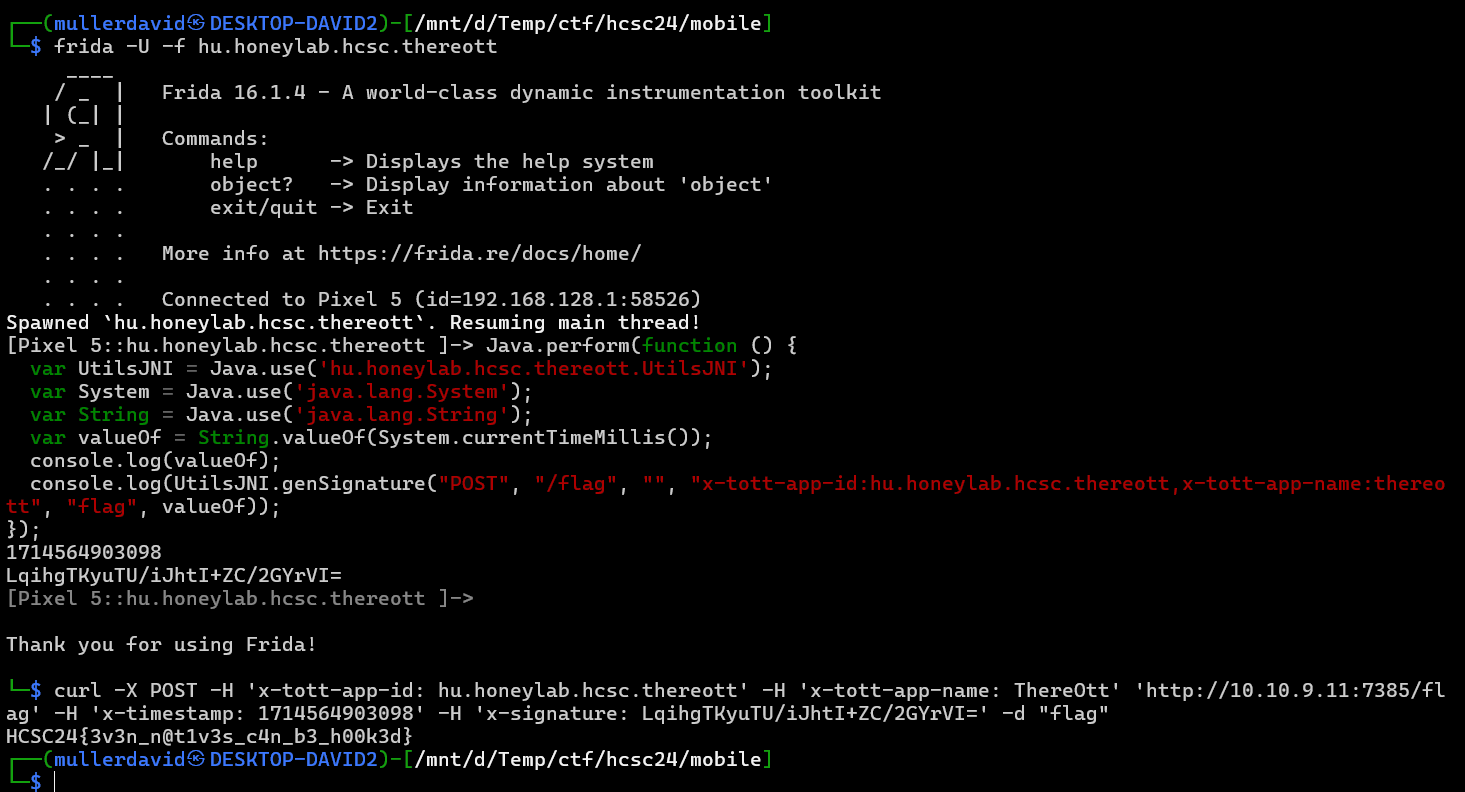 ┌──(mullerdavid㉿DESKTOP-DAVID2)-[/mnt/d/Temp/ctf/hcsc24/mobile]
└─$ frida -U -f hu.honeylab.hcsc.thereott
     ____
    / _  |   Frida 16.1.4 - A world-class dynamic instrumentation toolkit
   | (_| |
    > _  |   Commands:
   /_/ |_|       help      -> Displays the help system
   . . . .       object?   -> Display information about 'object'
   . . . .       exit/quit -> Exit
   . . . .
   . . . .   More info at https://frida.re/docs/home/
   . . . .
   . . . .   Connected to Pixel 5 (id=192.168.128.1:58526)
Spawned `hu.honeylab.hcsc.thereott`. Resuming main thread!
[Pixel 5::hu.honeylab.hcsc.thereott ]-> Java.perform(function () {
  var UtilsJNI = Java.use('hu.honeylab.hcsc.thereott.UtilsJNI');
  var System = Java.use('java.lang.System');
  var String = Java.use('java.lang.String');
  var valueOf = String.valueOf(System.currentTimeMillis());
  console.log(valueOf);
  console.log(UtilsJNI.genSignature("POST", "/flag", "", "x-tott-app-id:hu.honeylab.hcsc.thereott,x-tott-app-name:thereo
tt", "flag", valueOf));
});
1714564903098
LqihgTKyuTU/iJhtI+ZC/2GYrVI=
[Pixel 5::hu.honeylab.hcsc.thereott ]->

Thank you for using Frida!

└─$ curl -X POST -H 'x-tott-app-id: hu.honeylab.hcsc.thereott' -H 'x-tott-app-name: ThereOtt' 'http://10.10.9.11:7385/fl
ag' -H 'x-timestamp: 1714564903098' -H 'x-signature: LqihgTKyuTU/iJhtI+ZC/2GYrVI=' -d "flag"
HCSC24{3v3n_n@t1v3s_c4n_b3_h00k3d}
┌──(mullerdavid㉿DESKTOP-DAVID2)-[/mnt/d/Temp/ctf/hcsc24/mobile]
└─$